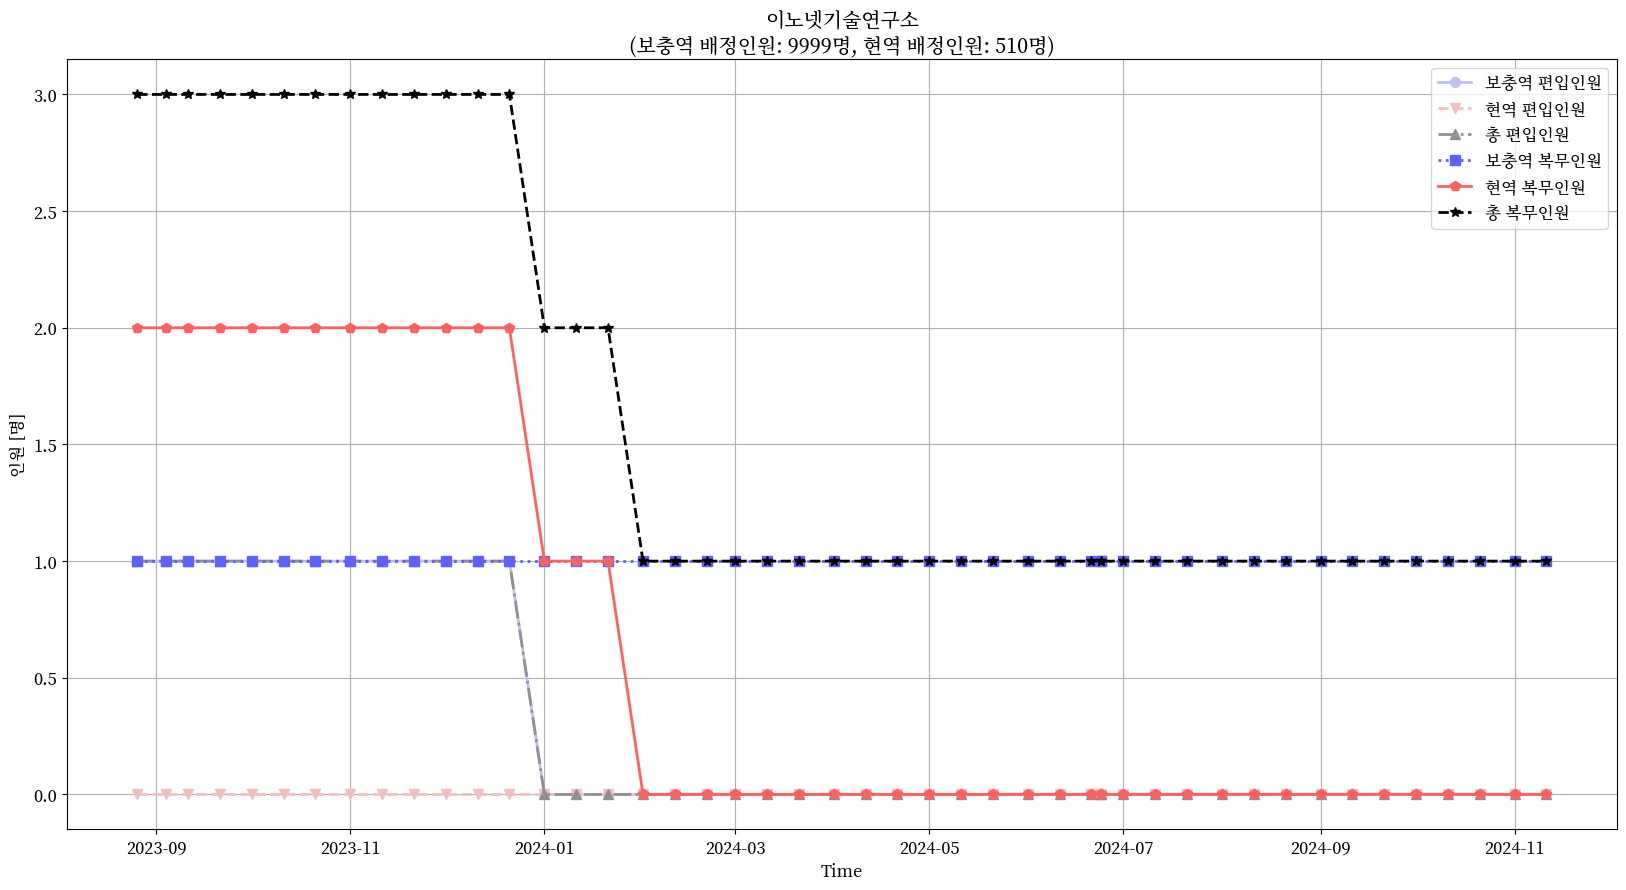 이노넷기술연구소
(보충역 배정인원: 9999명, 현역 배정인원: 510명)
보충역 편입인원
현역 편입인원
총 편입인원
보충역 복무인원
현역 복무인원
총 복무인원
3.0
2.5
2.0
1.5
1.0
0.5
0.0
인원 [명]
2023-09 2023-11 2024-01 2024-03 2024-05 2024-07 2024-09 2024-11
Time